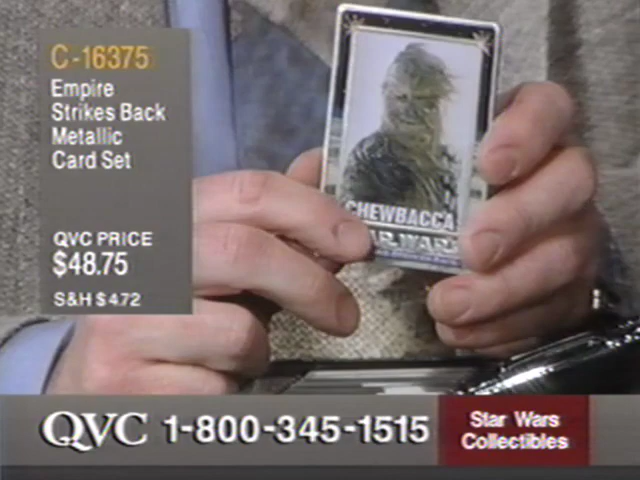 C-16375
Empire
Strikes Back
Metallic
Card Set
QVC PRICE
$48.75
S&H $4.72
CHEWBACCA
STAR WARS
QVC 1-800-345-1515
Star Wars
Collectibles